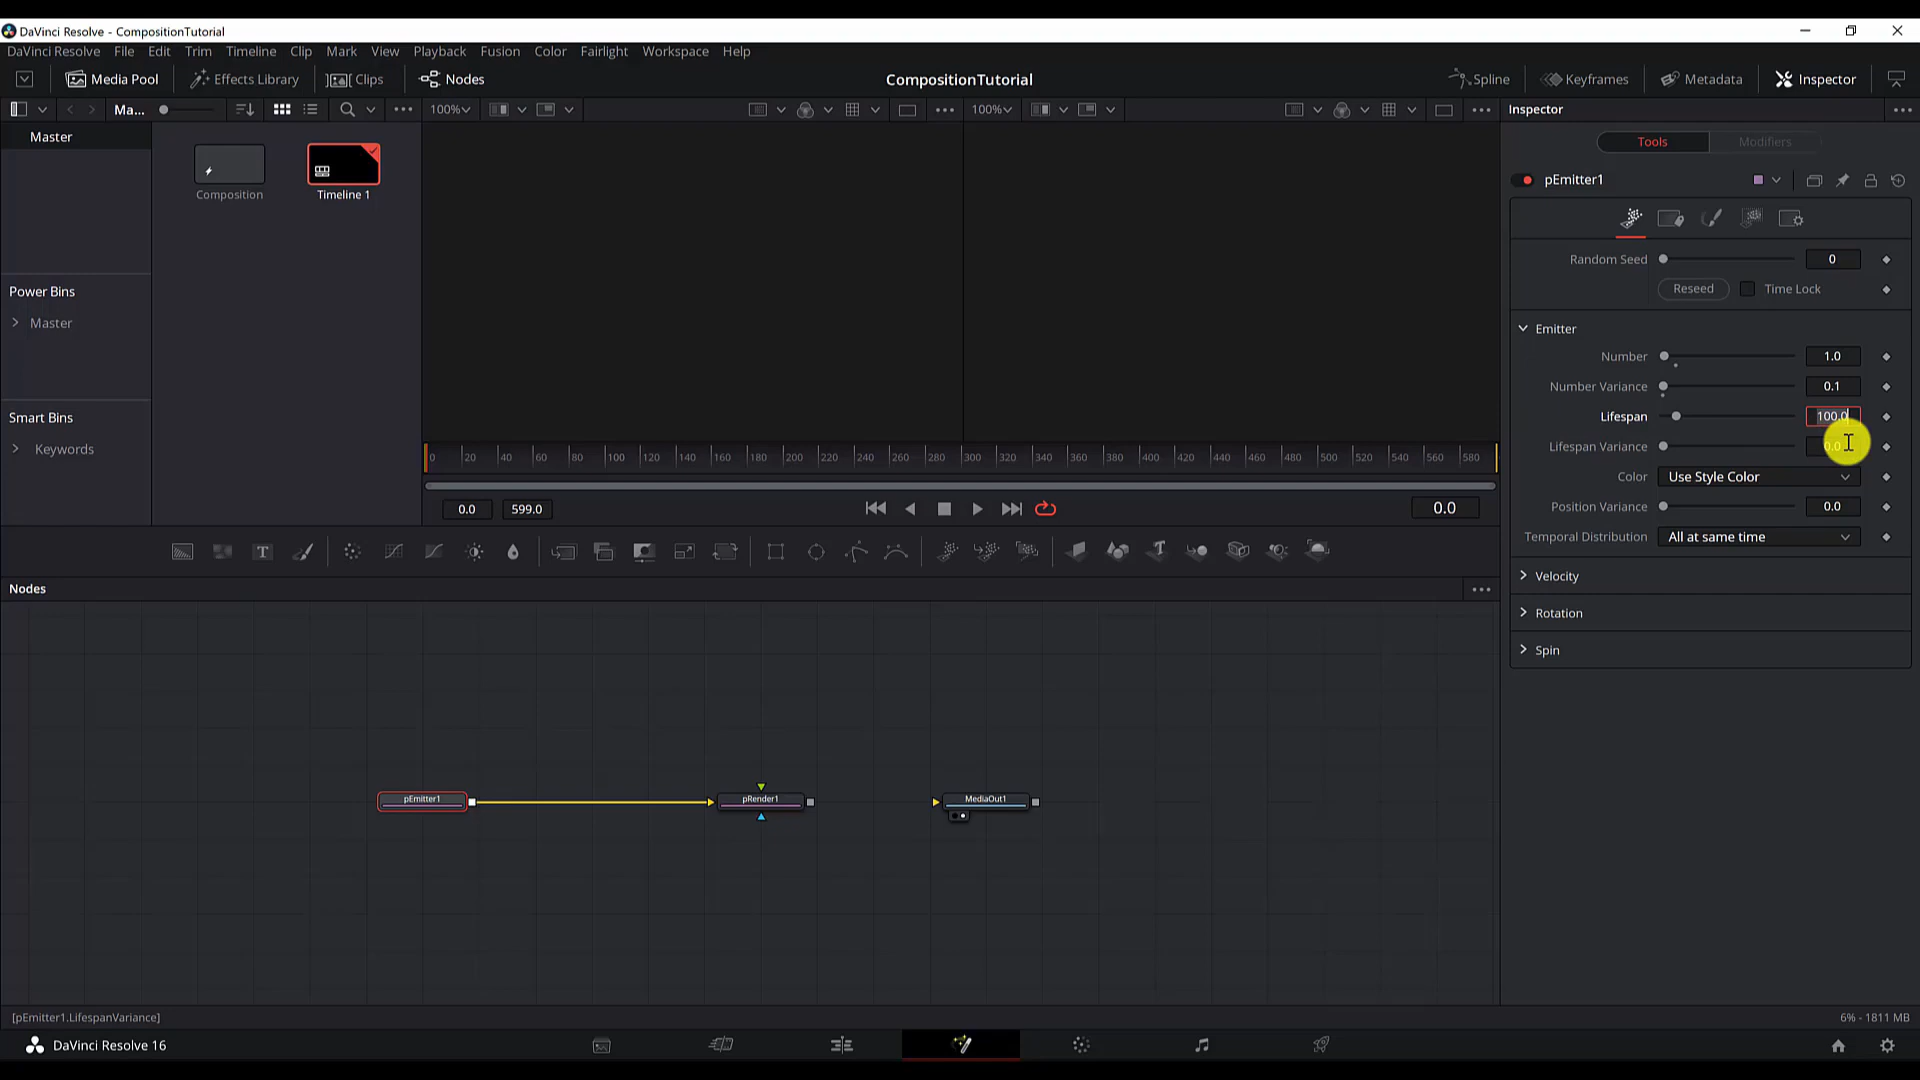 DaVinci Resolve - CompositionTutorial
DaVinci Resolve File Edit Trim Timeline Clip Mark View Playback Fusion Color Fairlight Workspace Help
Media Pool Effects Library Clips Nodes CompositionTutorial Spline Keyframes Metadata Inspector
Ma... 100% 100% Inspector
Master
Composition
Timeline 1
Power Bins
Master
Smart Bins
Keywords
0 20 40 60 80 100 120 140 160 180 200 220 240 260 280 300 320 340 360 380 400 420 440 460 480 500 520 540 560 580
0.0 599.0 0.0
Nodes
pEmitter1 pRender1 MediaOut1
Tools Modifiers
pEmitter1
Random Seed 0
Reseed Time Lock
Emitter
Number 1.0
Number Variance 0.1
Lifespan 100.0
Lifespan Variance 0.0
Color Use Style Color
Position Variance 0.0
Temporal Distribution All at same time
Velocity
Rotation
Spin
[pEmitter1.LifespanVariance] 6% - 1811 MB
DaVinci Resolve 16